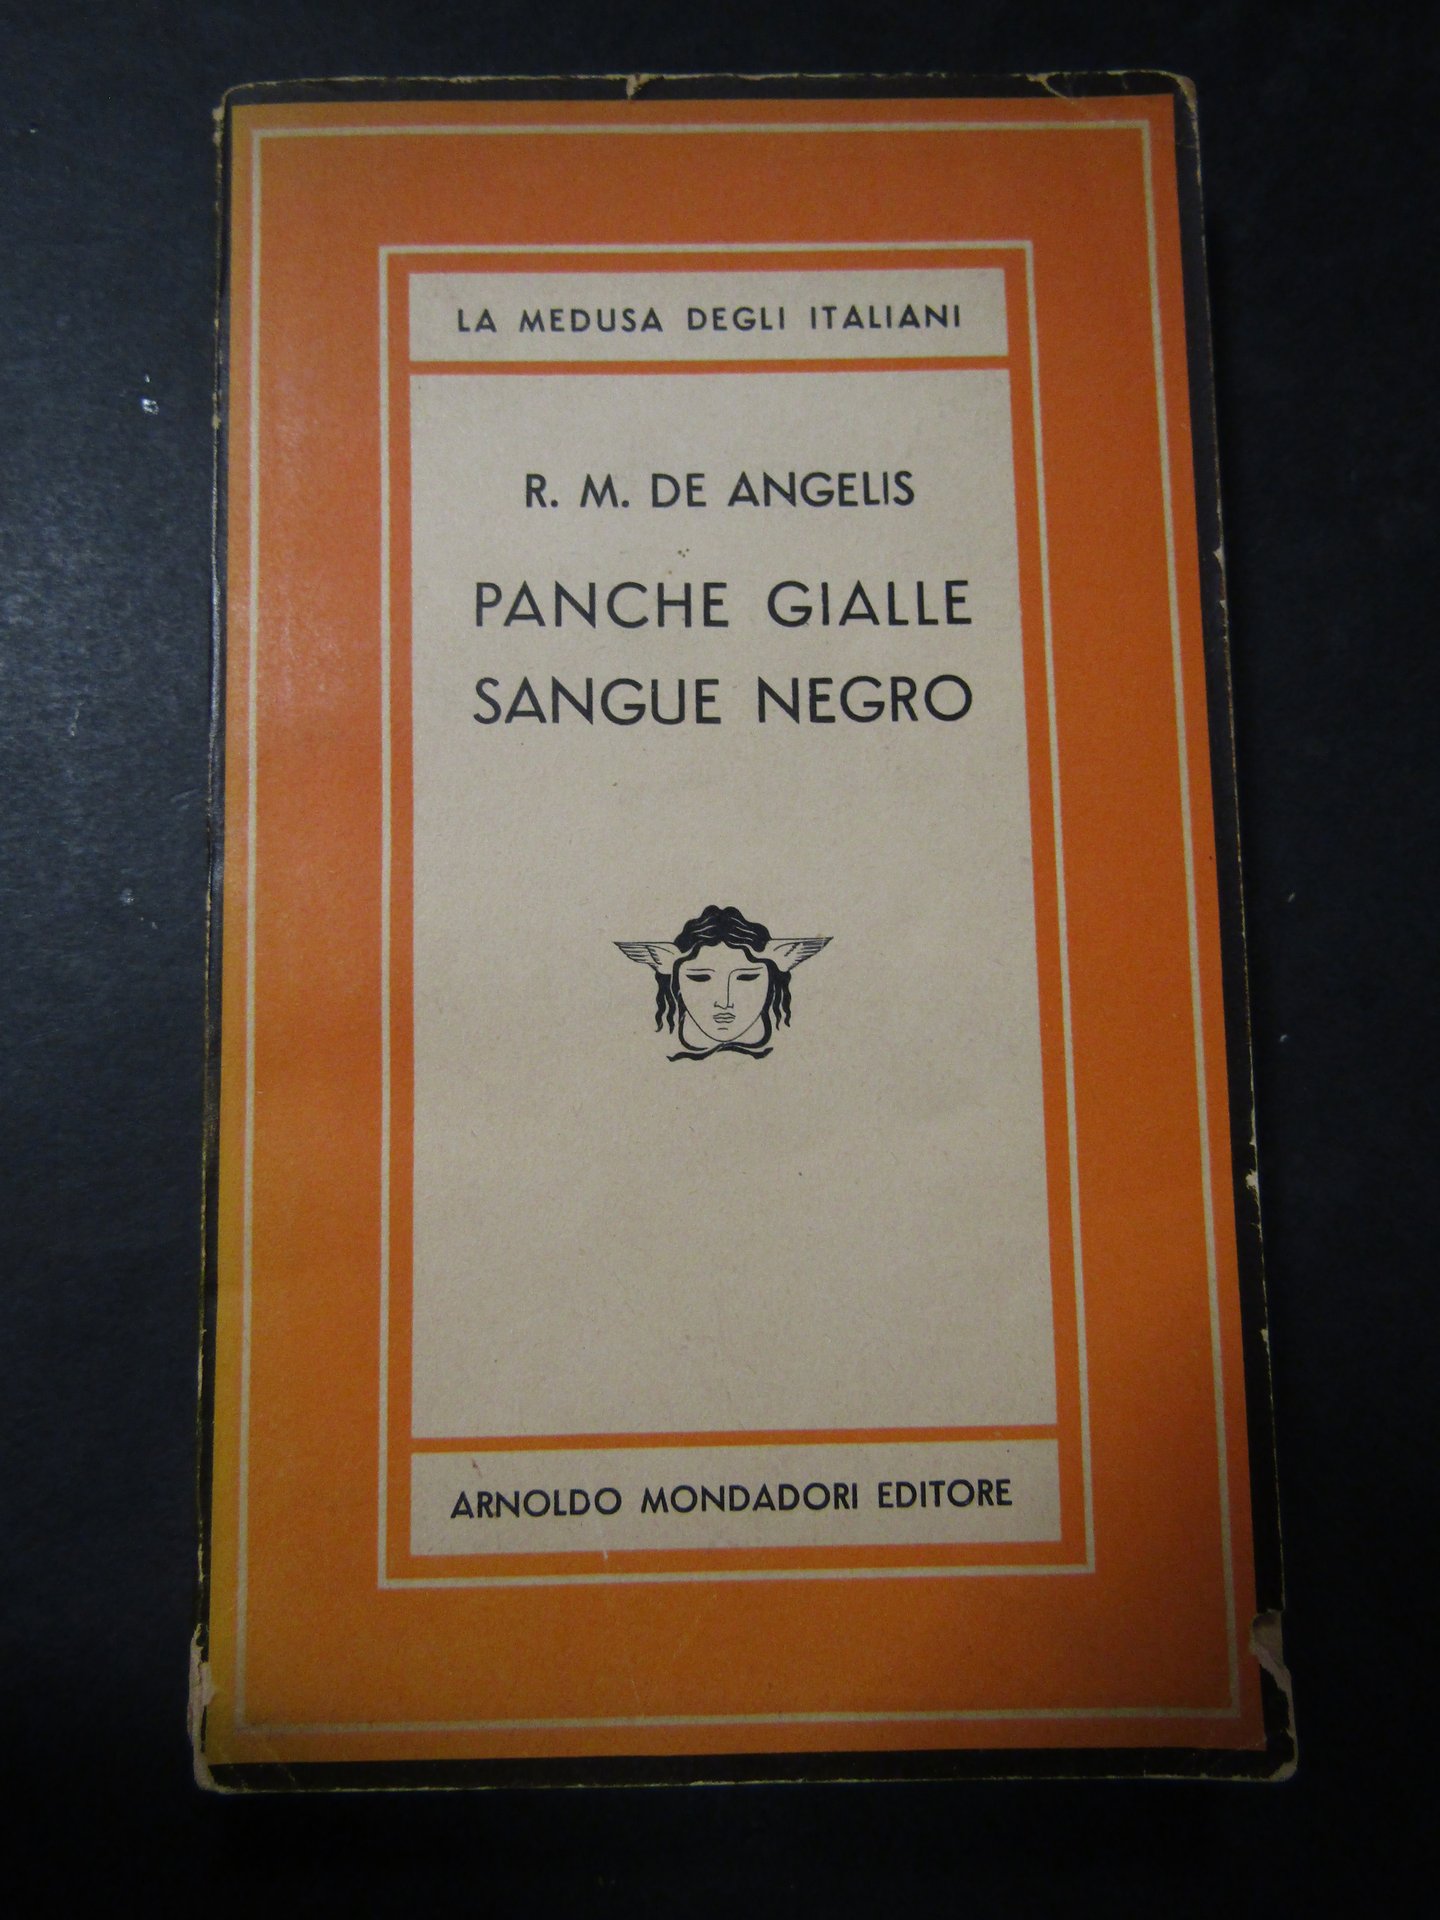 LA MEDUSA DEGLI ITALIANI
R. M. DE ANGELIS
PANCHE GIALLE
SANGUE NEGRO
ARNOLDO MONDADORI EDITORE